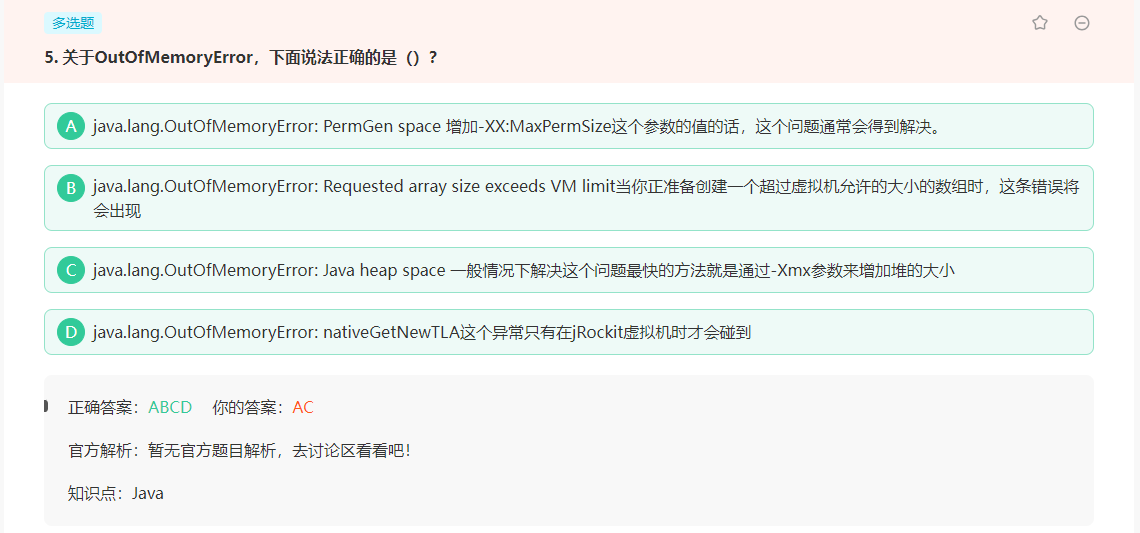 多选题
5. 关于OutOfMemoryError，下面说法正确的是（）？
A java.lang.OutOfMemoryError: PermGen space 增加-XX:MaxPermSize这个参数的值的话，这个问题通常会得到解决。
B java.lang.OutOfMemoryError: Requested array size exceeds VM limit当你正准备创建一个超过虚拟机允许的大小的数组时，这条错误将
会出现
C java.lang.OutOfMemoryError: Java heap space 一般情况下解决这个问题最快的方法就是通过-Xmx参数来增加堆的大小
D java.lang.OutOfMemoryError: nativeGetNewTLA这个异常只有在jRockit虚拟机时才会碰到
正确答案：ABCD 你的答案：AC
官方解析：暂无官方题目解析，去讨论区看看吧！
知识点：Java